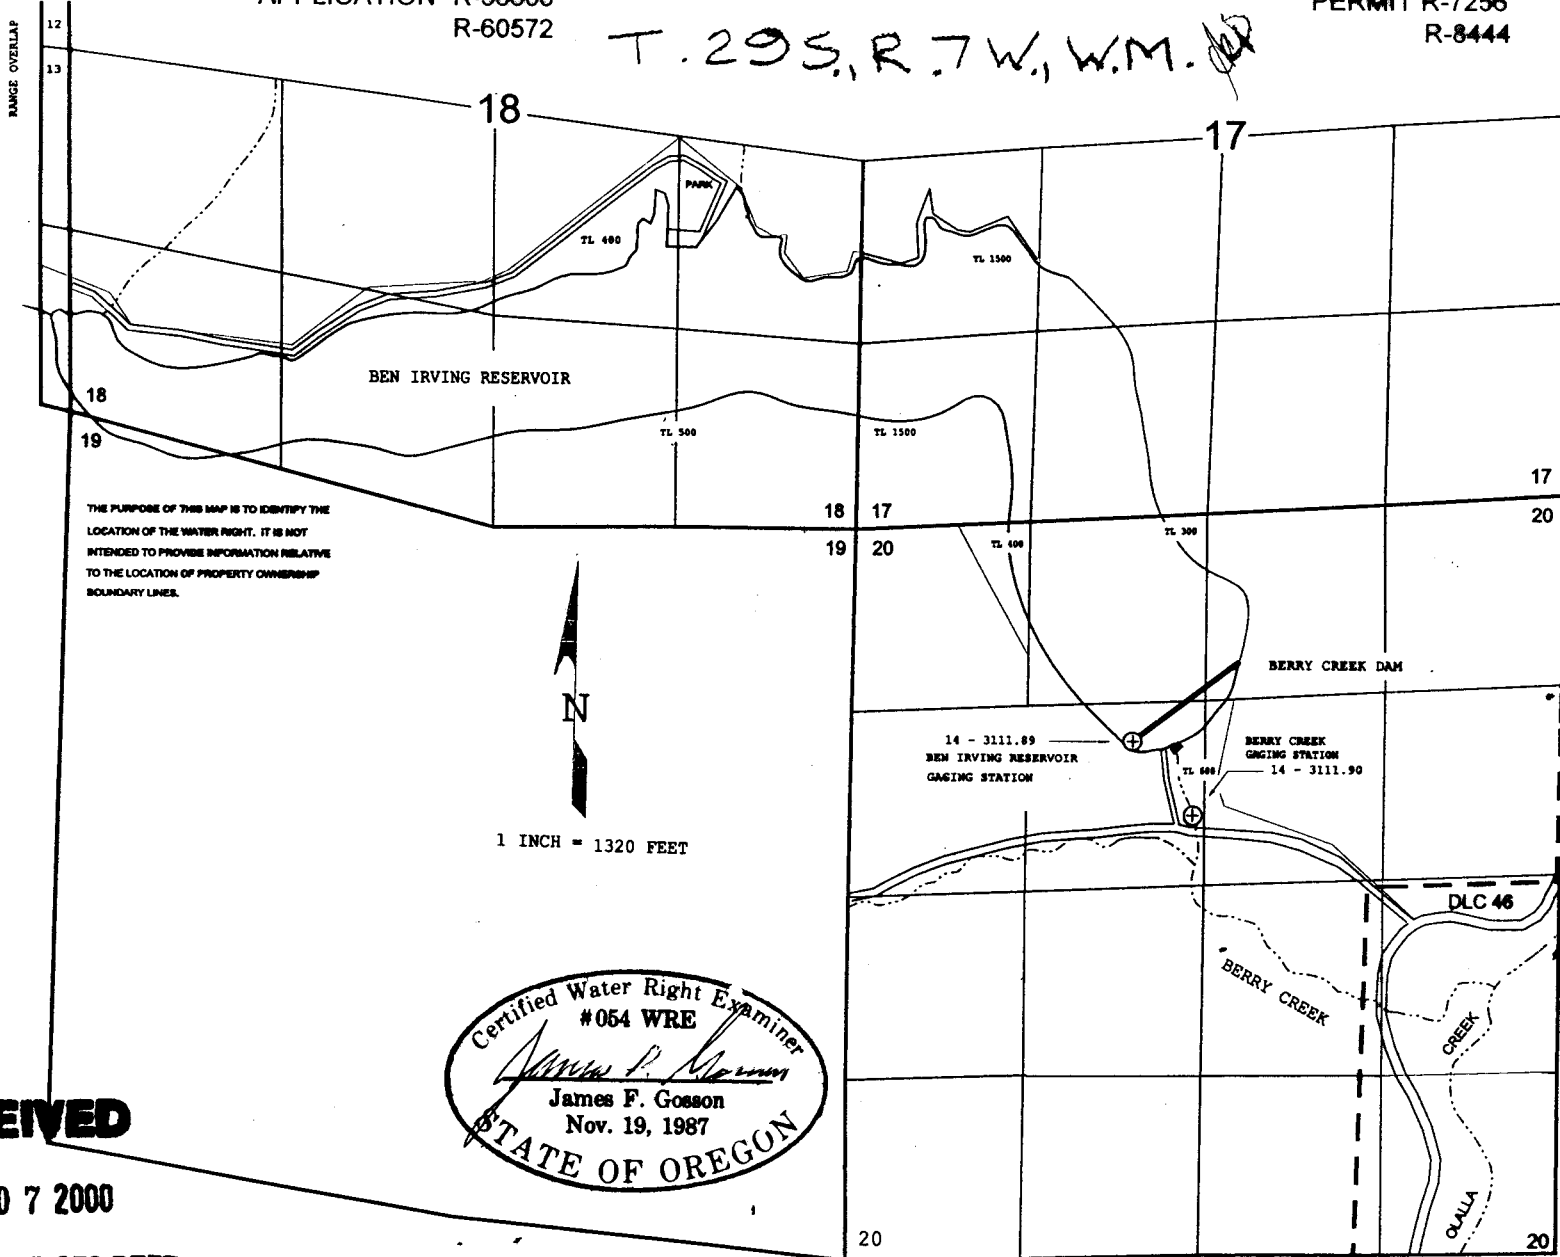 R-60572
PERMIT R-7256
R-8444
T. 29S., R. 7W., W.M.
RANGE OVERLAP
12
13
18
17
PARK
TL 400
TL 1500
BEN IRVING RESERVOIR
18
19
TL 500
TL 1500
17
20
18 17
19 20
TL 400
TL 300
THE PURPOSE OF THIS MAP IS TO IDENTIFY THE
LOCATION OF THE WATER RIGHT. IT IS NOT
INTENDED TO PROVIDE INFORMATION RELATIVE
TO THE LOCATION OF PROPERTY OWNERSHIP
BOUNDARY LINES.
N
1 INCH = 1320 FEET
BERRY CREEK DAM
14 - 3111.89
BEN IRVING RESERVOIR
GAGING STATION
BERRY CREEK
GAGING STATION
14 - 3111.90
TL 600
DLC 46
BERRY CREEK
CREEK
OLALLA
Certified Water Right Examiner
#054 WRE
James F. Gosson
Nov. 19, 1987
STATE OF OREGON
EIVED
0 7 2000
20
20